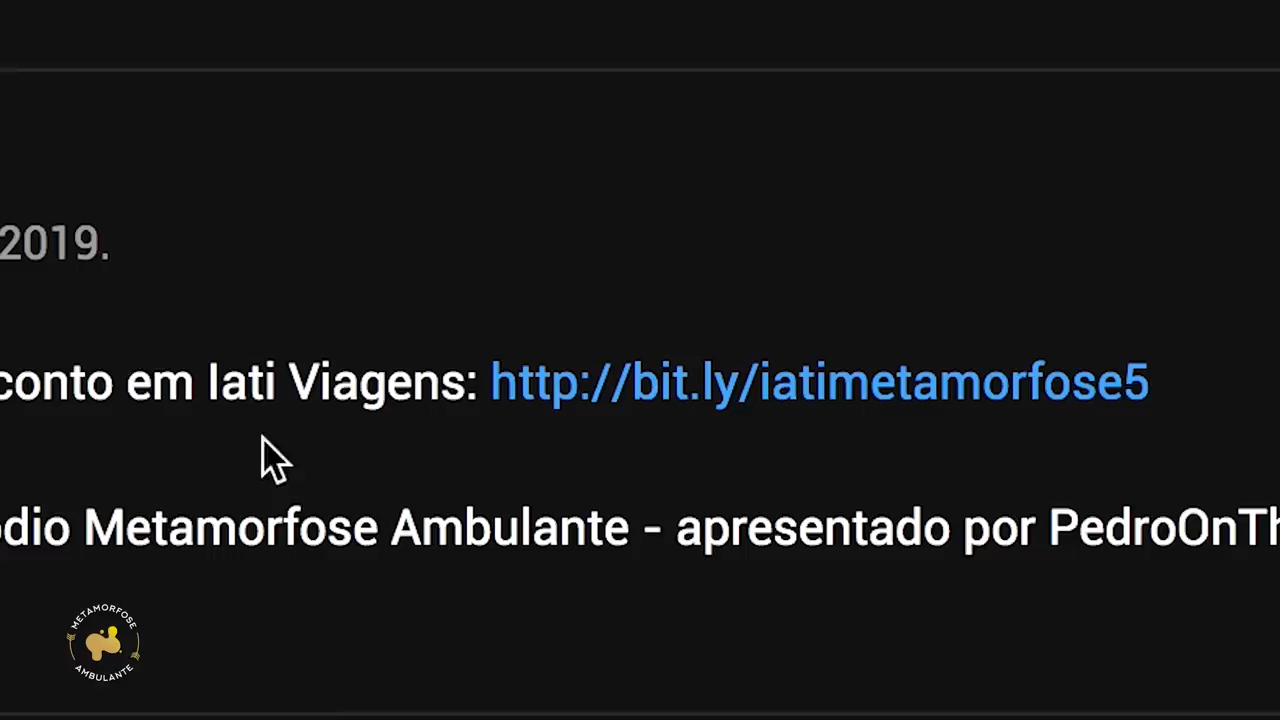 2019.
conto em Iati Viagens: http://bit.ly/iatimetamorfose5
ódio Metamorfose Ambulante - apresentado por PedroOnTh
METAMORFOSE
AMBULANTE